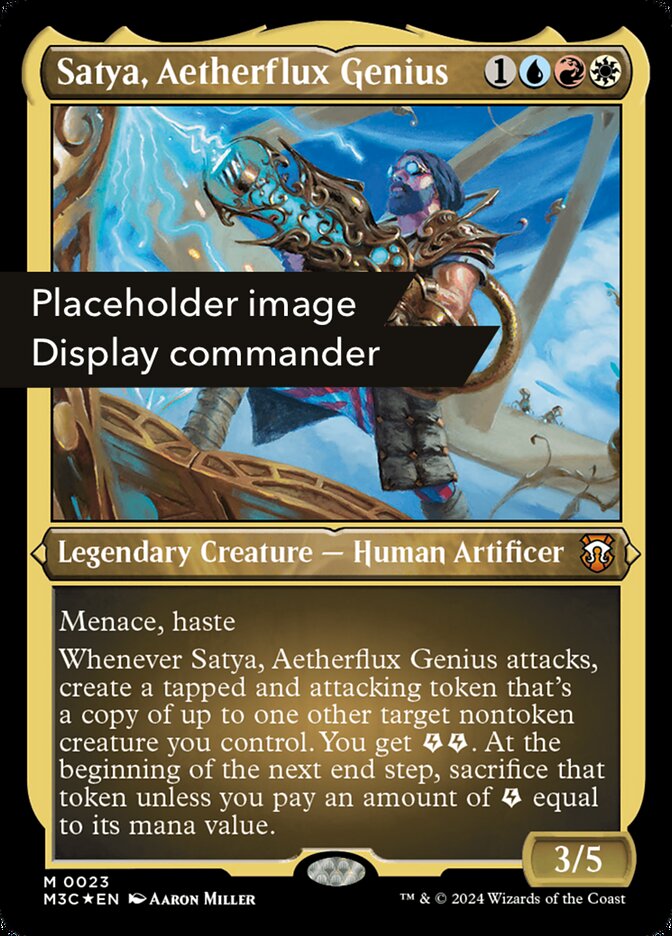 Satya, Aetherflux Genius 1
Placeholder image
Display commander
Legendary Creature — Human Artificer
Menace, haste
Whenever Satya, Aetherflux Genius attacks,
create a tapped and attacking token that's
a copy of up to one other target nontoken
creature you control. You get. At the
beginning of the next end step, sacrifice that
token unless you pay an amount of equal
to its mana value.
3/5
M 0023
M3C★EN Aaron Miller
™ & © 2024 Wizards of the Coast